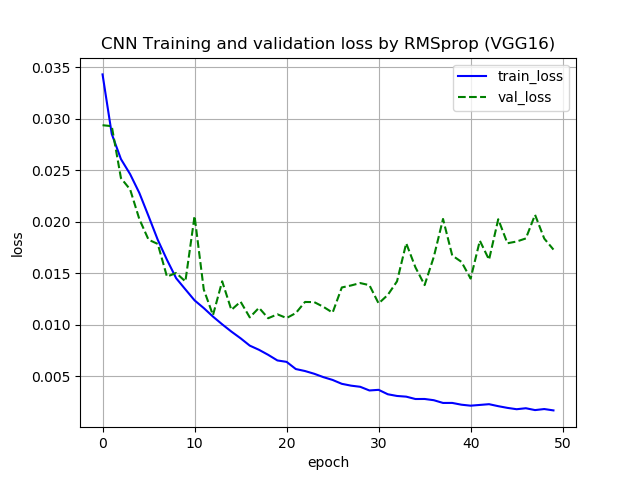 CNN Training and validation loss by RMSprop (VGG16)
train_loss
val_loss
0.035
0.030
0.025
0.020
0.015
0.010
0.005
loss
0
10
20
30
40
50
epoch